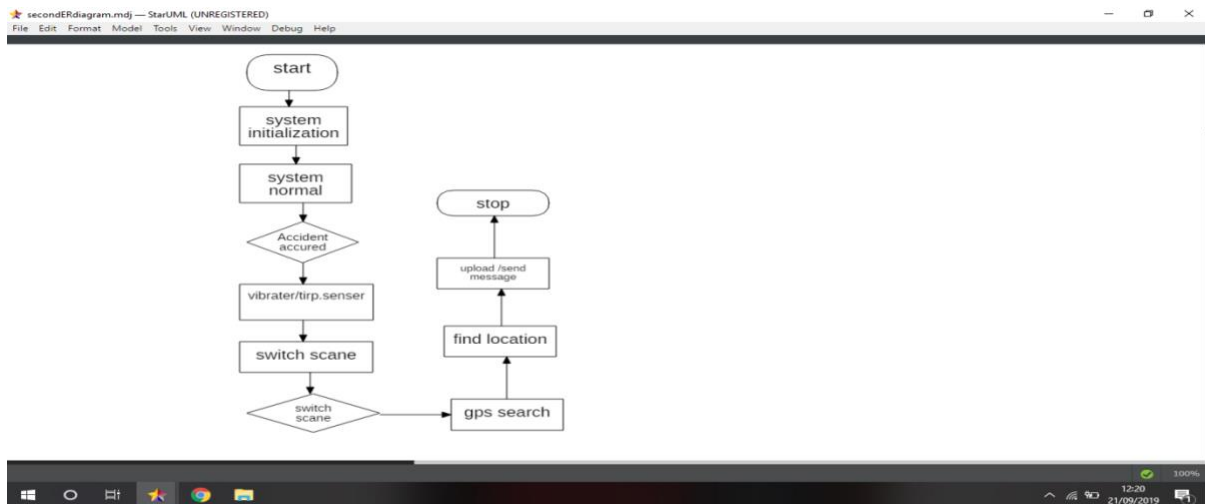 secondERdiagram.mdj — StarUML (UNREGISTERED)
File Edit Format Model Tools View Window Debug Help
start
system
initialization
system
normal
Accident
accured
vibrater/tirp.senser
switch scane
switch
scane
gps search
find location
upload /send
message
stop
100%
12:20
21/09/2019